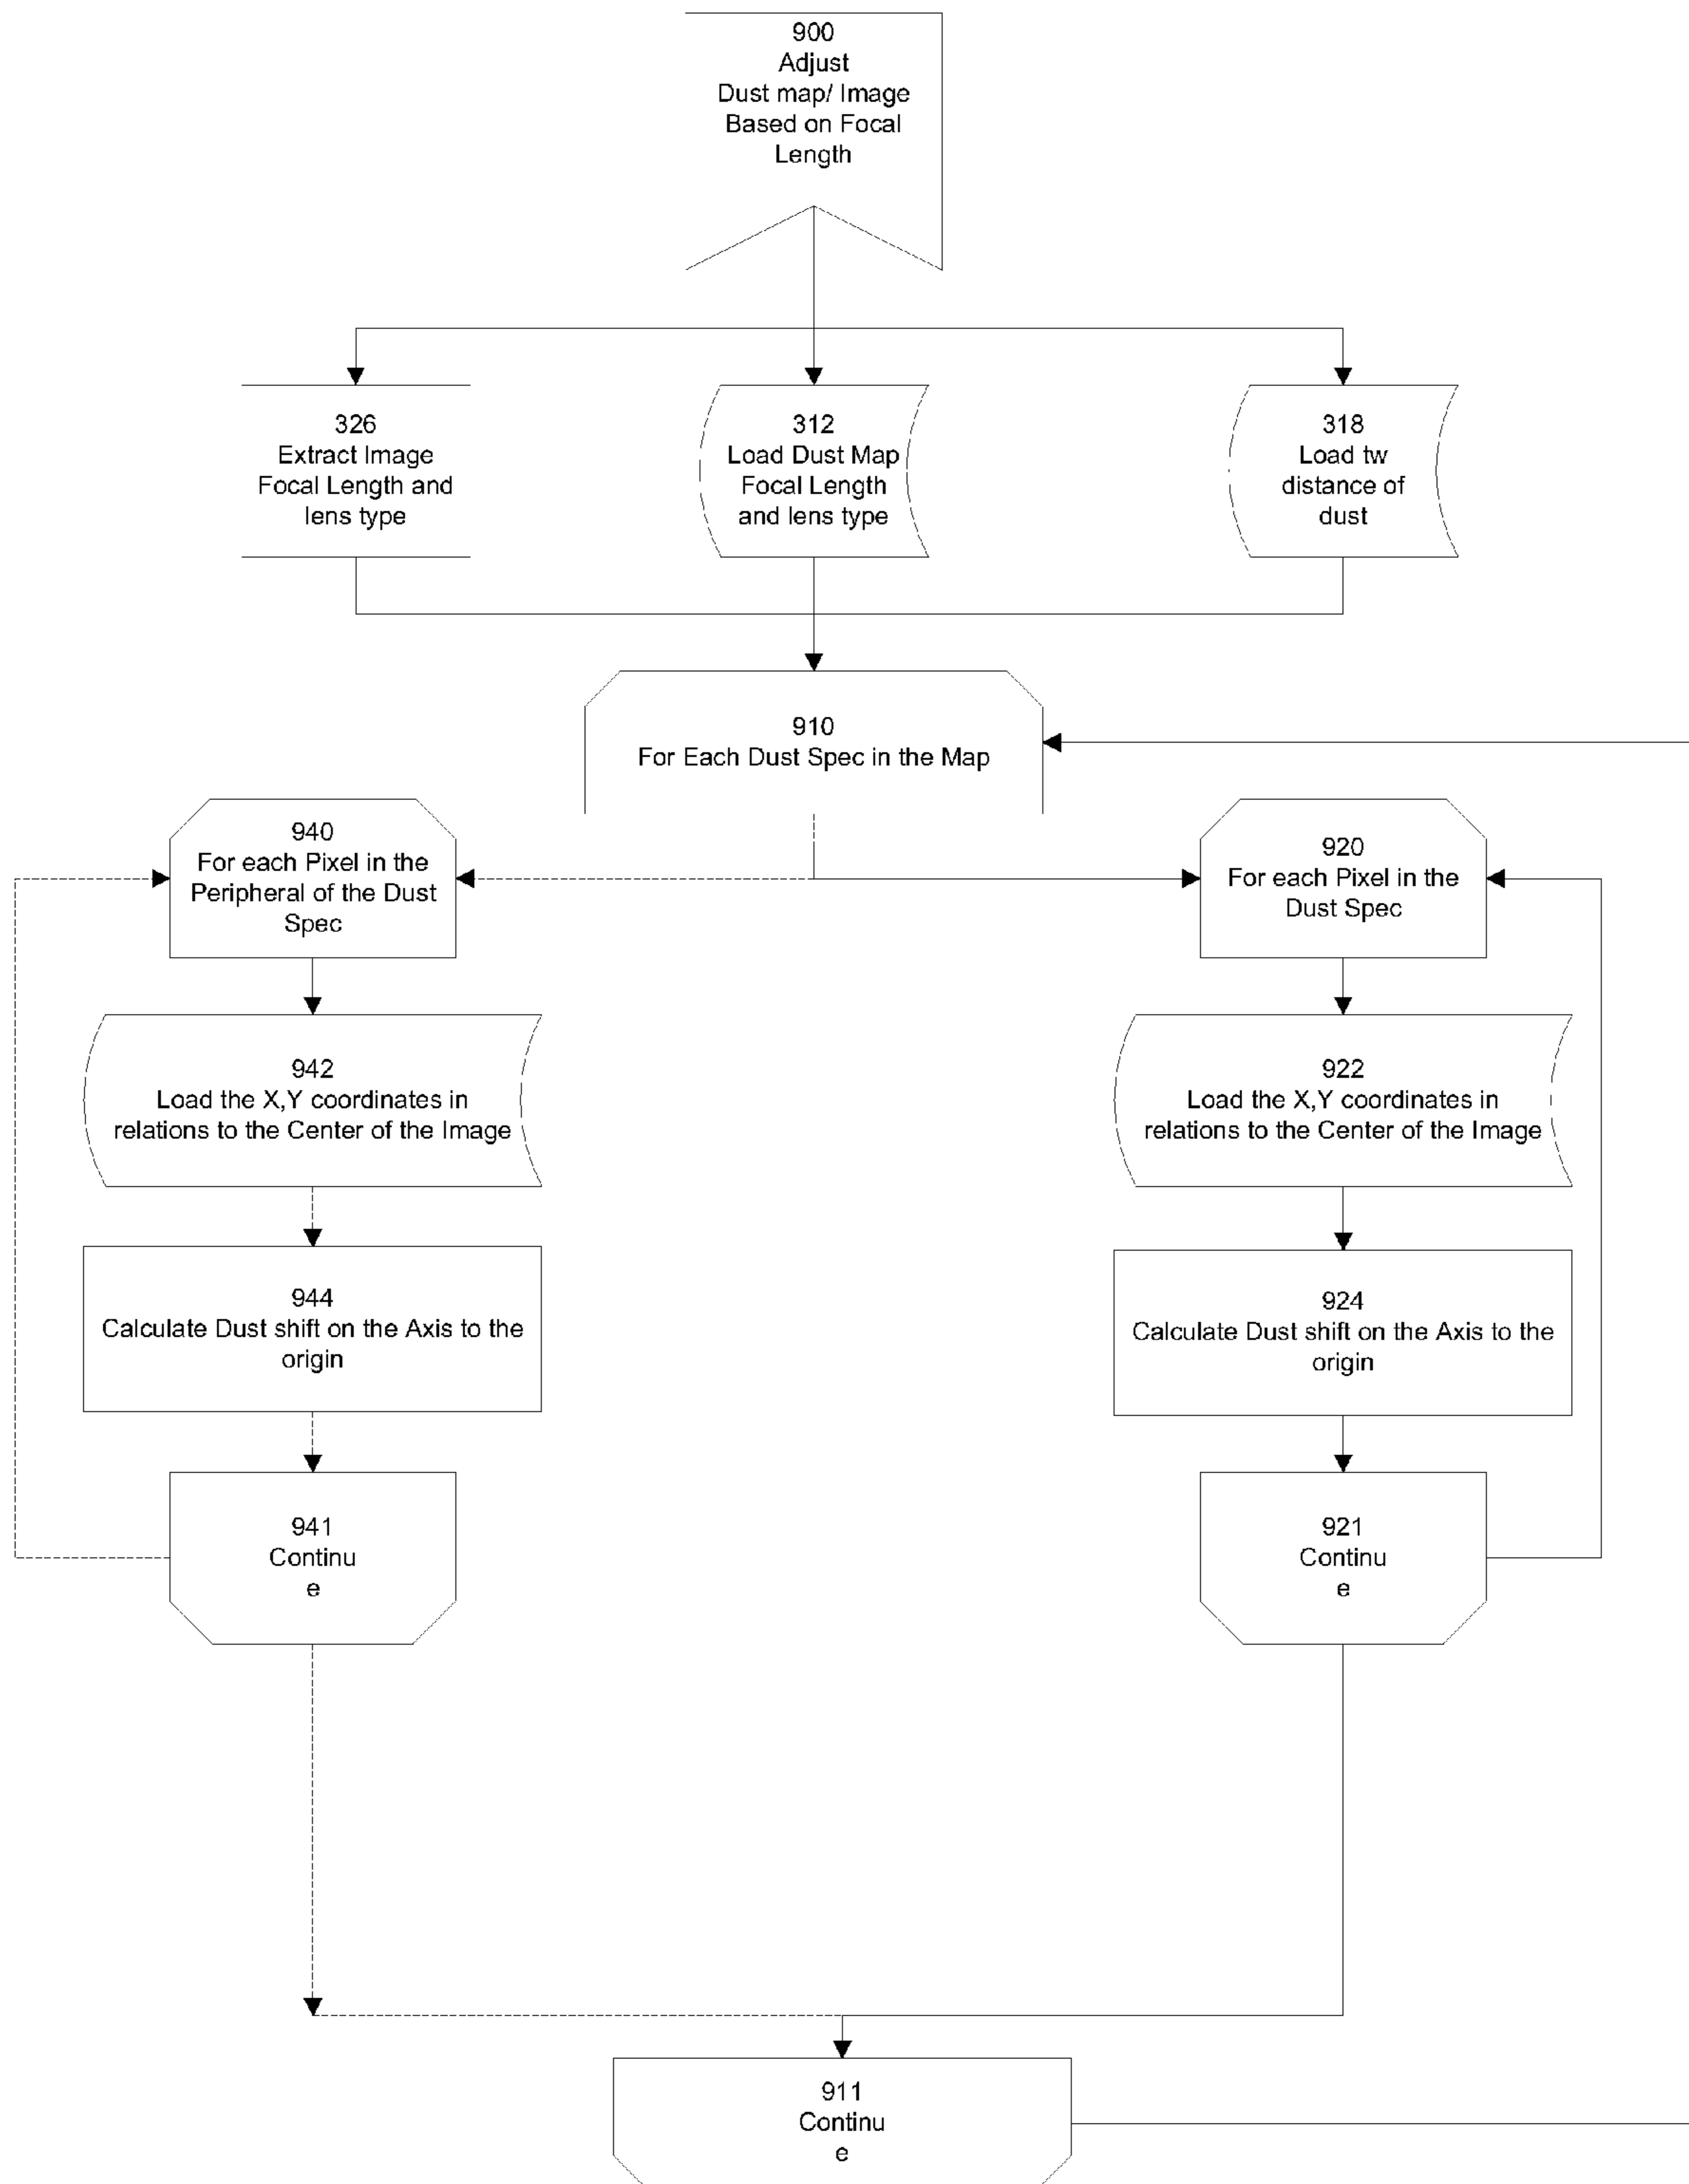 900
Adjust
Dust map/ Image
Based on Focal
Length
326
Extract Image
Focal Length and
lens type
312
Load Dust Map
Focal Length
and lens type
318
Load tw
distance of
dust
910
For Each Dust Spec in the Map
940
For each Pixel in the
Peripheral of the Dust
Spec
920
For each Pixel in the
Dust Spec
942
Load the X,Y coordinates in
relations to the Center of the Image
922
Load the X,Y coordinates in
relations to the Center of the Image
944
Calculate Dust shift on the Axis to the
origin
924
Calculate Dust shift on the Axis to the
origin
941
Continu
e
921
Continu
e
911
Continu
e